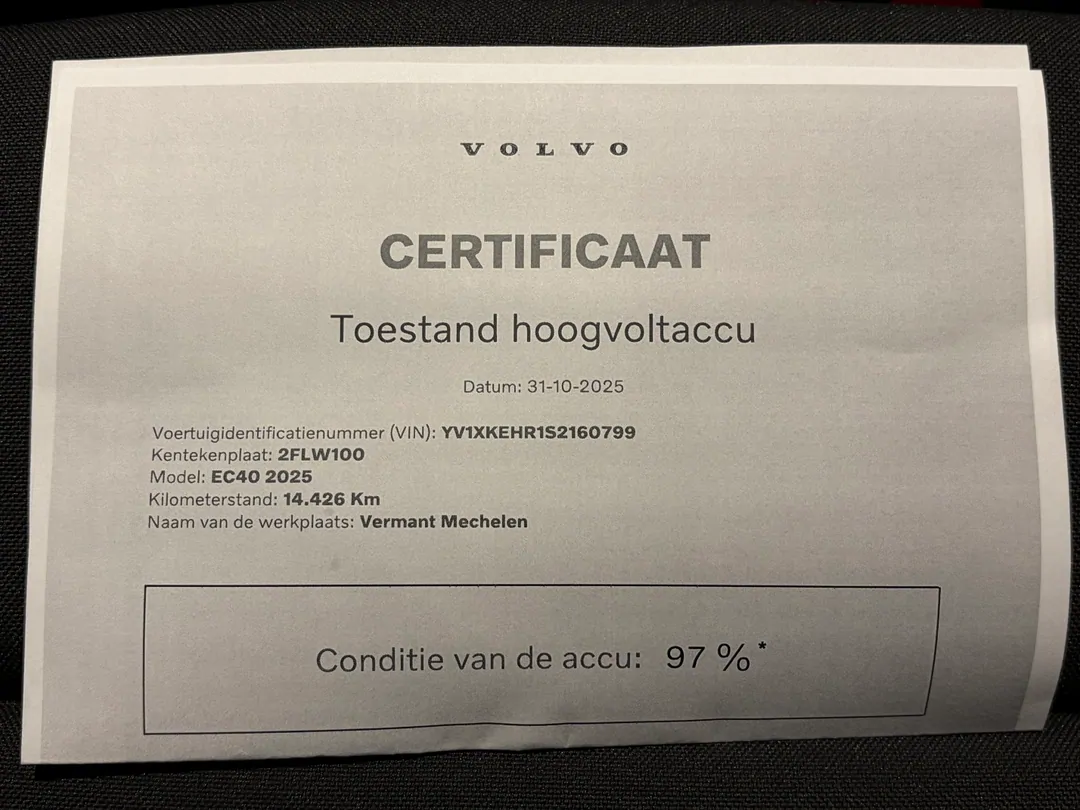 VOLVO
CERTIFICAAT
Toestand hoogvoltaccu
Datum: 31-10-2025
Voertuigidentificatienummer (VIN): YV1XKEHR1S2160799
Kentekenplaat: 2FLW100
Model: EC40 2025
Kilometerstand: 14.426 Km
Naam van de werkplaats: Vermant Mechelen
Conditie van de accu: 97 %*